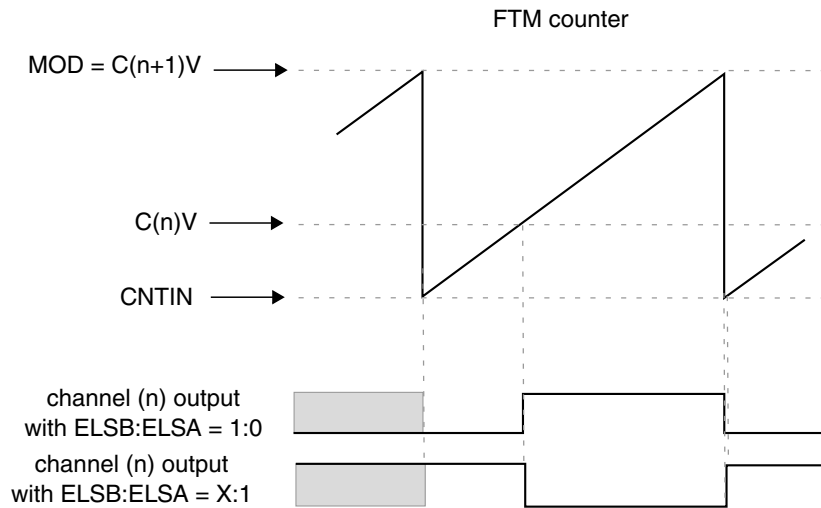 FTM counter
MOD = C(n+1)V
C(n)V
CNTIN
channel (n) output
with ELSB:ELSA = 1:0
channel (n) output
with ELSB:ELSA = X:1